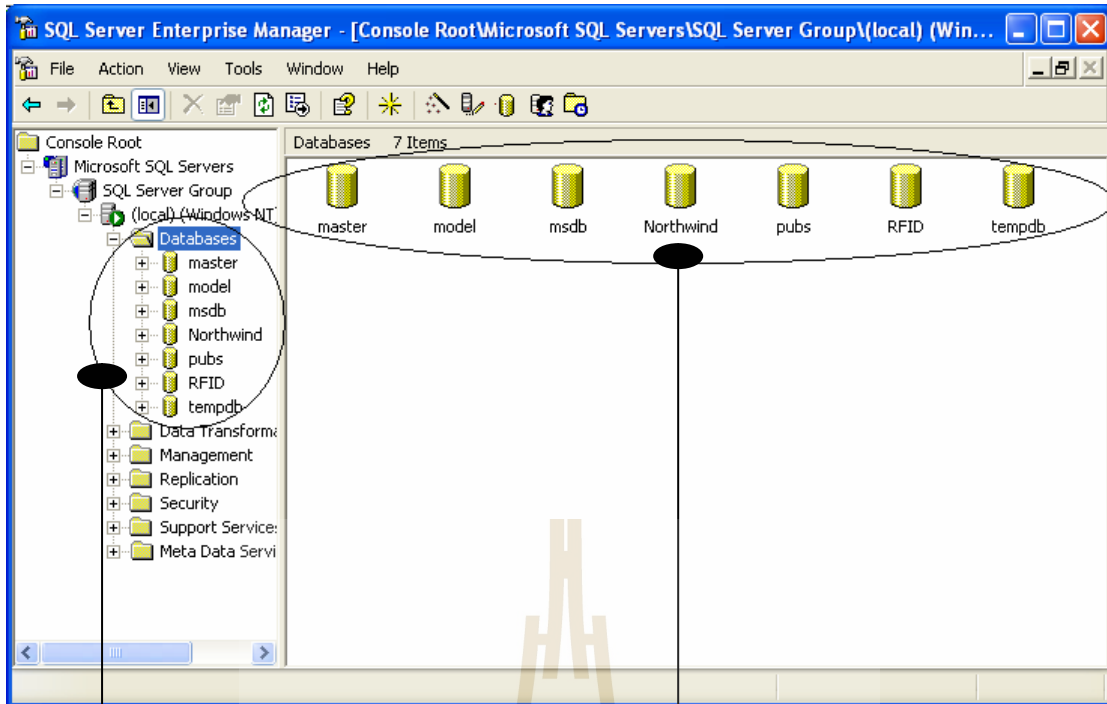 SQL Server Enterprise Manager - [Console Root\Microsoft SQL Servers\SQL Server Group\(local) (Win...
File Action View Tools Window Help
Console Root
Microsoft SQL Servers
SQL Server Group
(local) (Windows NT
Databases
master
model
msdb
Northwind
pubs
RFID
tempdb
Data Transforma
Management
Replication
Security
Support Services
Meta Data Servi
Databases 7 Items
master model msdb Northwind pubs RFID tempdb